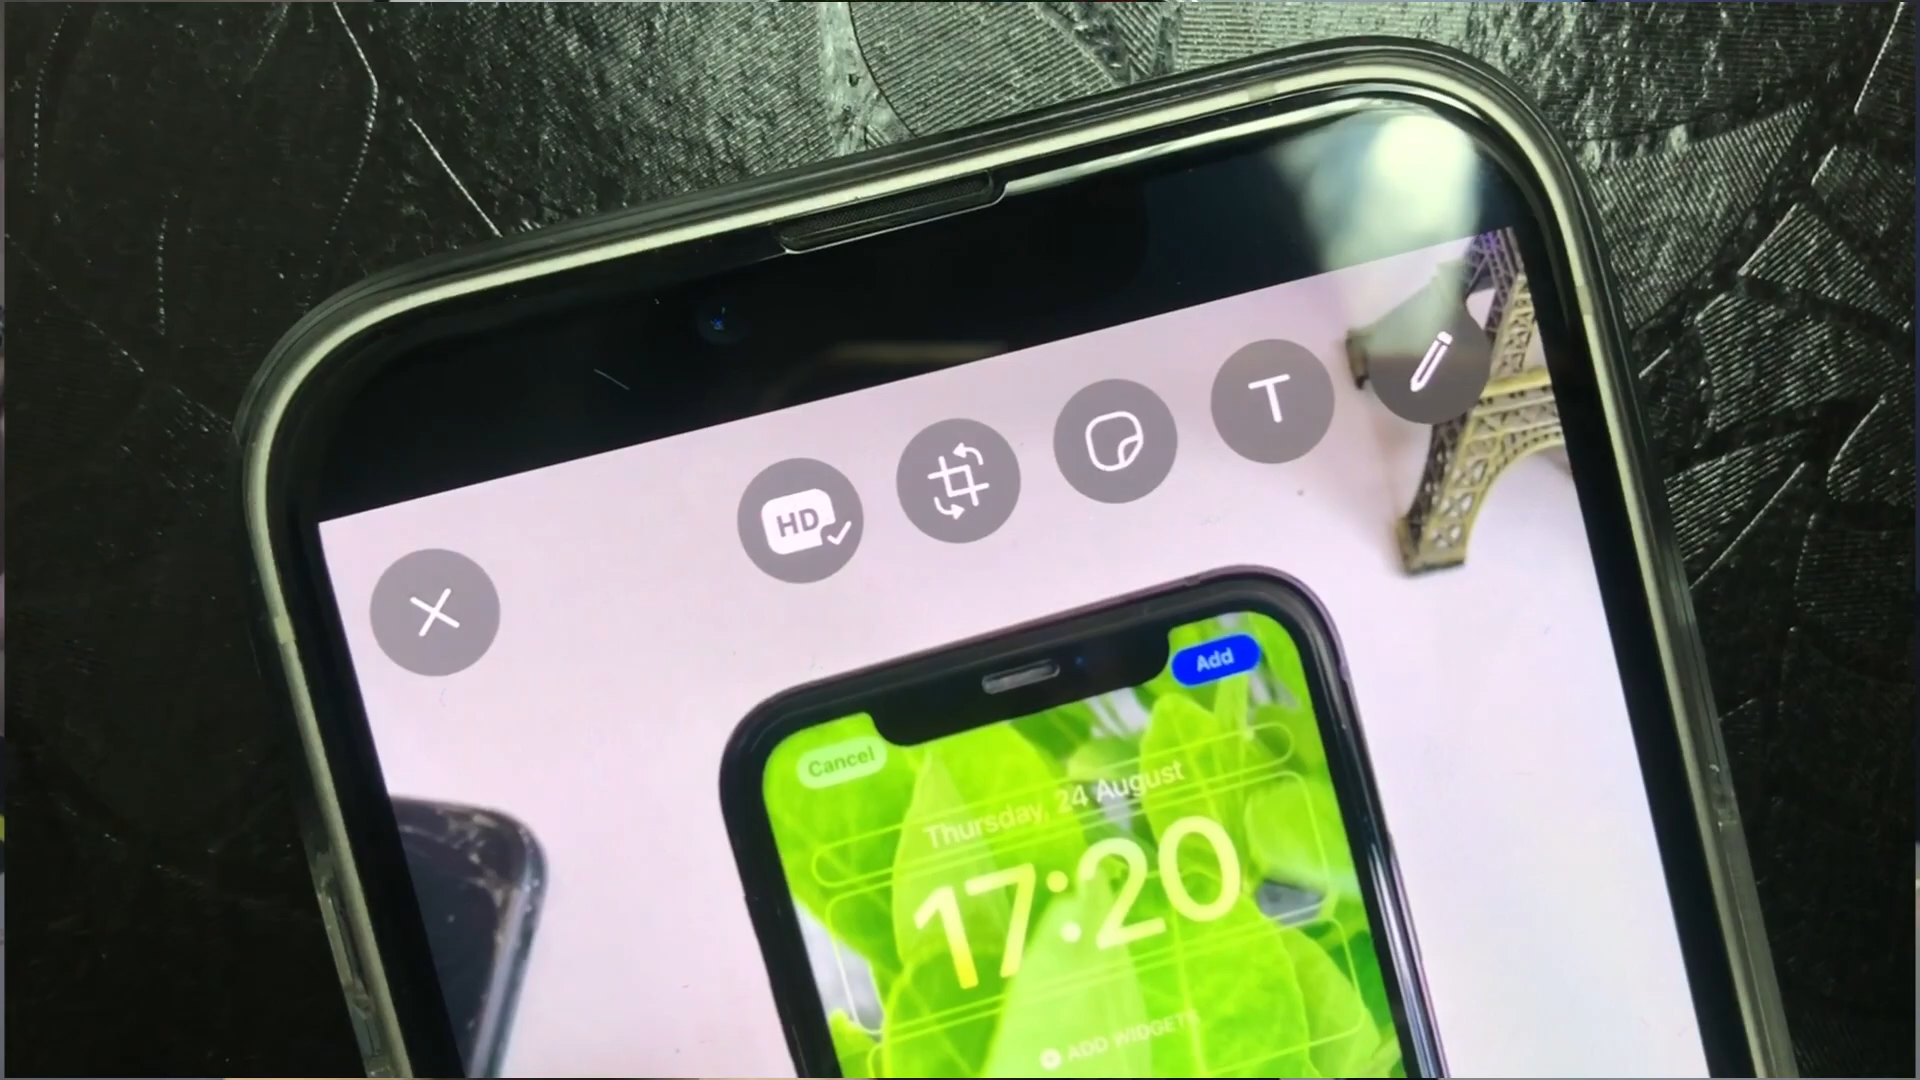 HD
T
Add
Cancel
Thursday, 24 August
17:20
ADD WIDGETS